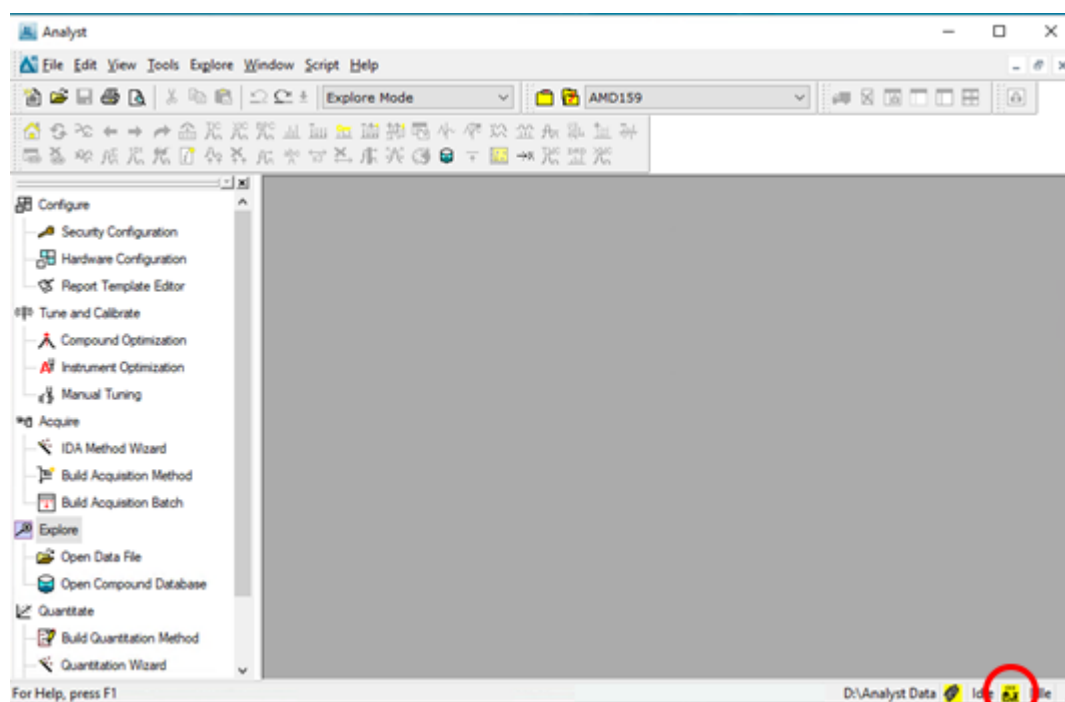 Analyst
File Edit View Tools Explore Window Script Help
Explore Mode
AMD159
Configure
Security Configuration
Hardware Configuration
Report Template Editor
Tune and Calibrate
Compound Optimization
Instrument Optimization
Manual Tuning
Acquire
IDA Method Wizard
Build Acquisition Method
Build Acquisition Batch
Explore
Open Data File
Open Compound Database
Quantitate
Build Quantitation Method
Quantitation Wizard
For Help, press F1
D:\Analyst Data Idle